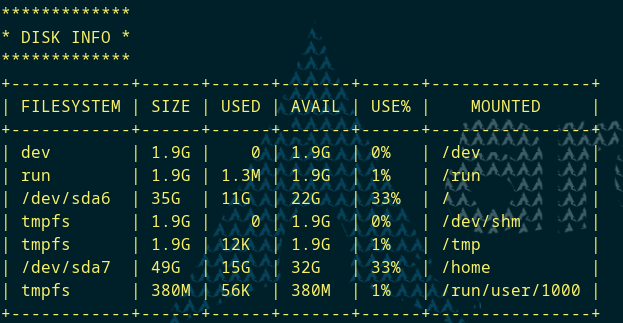 *************
* DISK INFO *
*************
+------------+------+------+-------+------+----------------+
| FILESYSTEM | SIZE | USED | AVAIL | USE% |    MOUNTED     |
+------------+------+------+-------+------+----------------+
| dev        | 1.9G |    0 | 1.9G  | 0%   | /dev           |
| run        | 1.9G | 1.3M | 1.9G  | 1%   | /run           |
| /dev/sda6  | 35G  | 11G  | 22G   | 33%  | /              |
| tmpfs      | 1.9G |    0 | 1.9G  | 0%   | /dev/shm       |
| tmpfs      | 1.9G | 12K  | 1.9G  | 1%   | /tmp           |
| /dev/sda7  | 49G  | 15G  | 32G   | 33%  | /home          |
| tmpfs      | 380M | 56K  | 380M  | 1%   | /run/user/1000 |
+------------+------+------+-------+------+----------------+